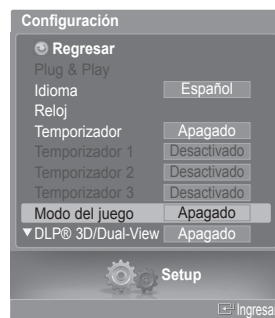 Configuración
Regresar
Plug & Play
Idioma Español
Reloj
Temporizador Apagado
Temporizador 1 Desactivado
Temporizador 2 Desactivado
Temporizador 3 Desactivado
Modo del juego Apagado
▼DLP® 3D/Dual-View Apagado
Setup
Ingresa